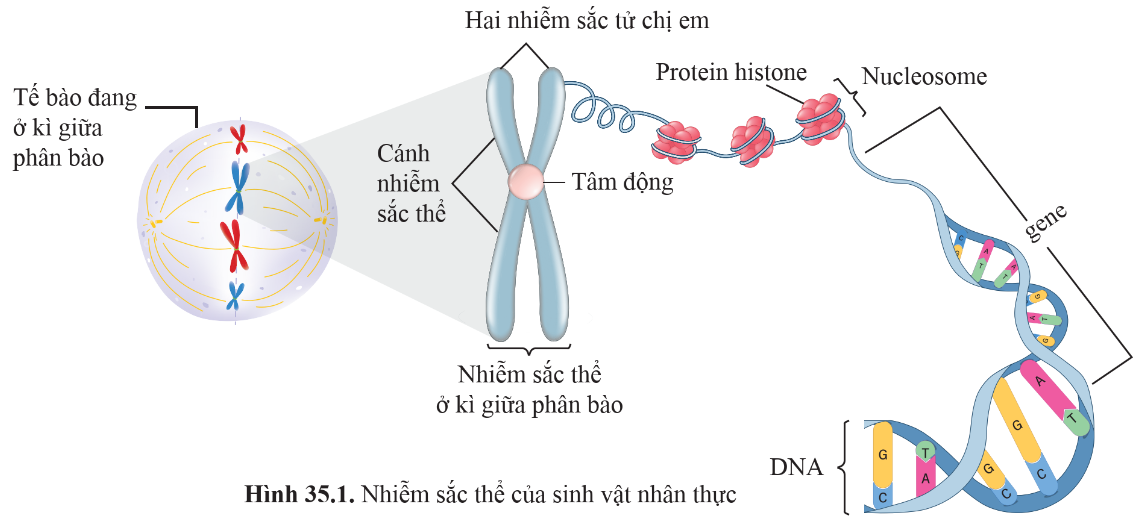 Hai nhiễm sắc tử chị em
Protein histone
Nucleosome
Tế bào đang
ở kì giữa
phân bào
Cánh
nhiễm
sắc thể
Tâm động
gene
C
G
A
T
A
T
G
A
T
G
A
T
G
C
G
C
T
A
G
C
Nhiễm sắc thể
ở kì giữa phân bào
DNA
Hình 35.1. Nhiễm sắc thể của sinh vật nhân thực